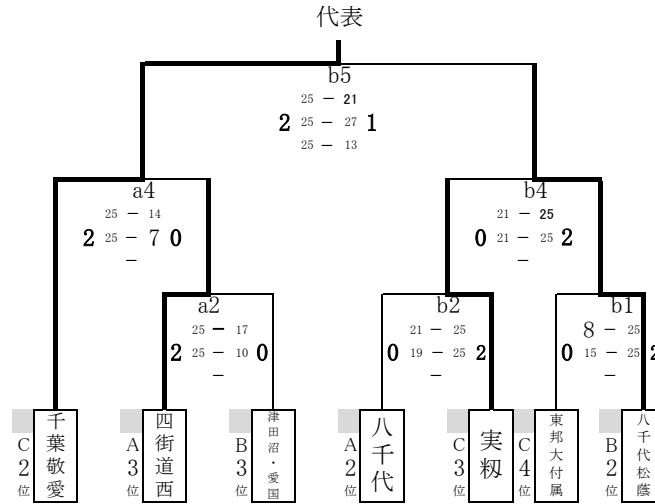 代表
b5
25 － 21
2 25 － 27 1
25 － 13
a4
25 － 14
2 25 － 7 0
－
b4
21 － 25
0 21 － 25 2
－
a2
25 － 17
2 25 － 10 0
－
b2
21 － 25
0 19 － 25 2
－
b1
8 － 25
0 15 － 25 2
－
C2位 千葉敬愛
A3位 四街道西
B3位 津田沼・愛国
A2位 八千代
C3位 実籾
C4位 東邦大付属
B2位 八千代松蔭